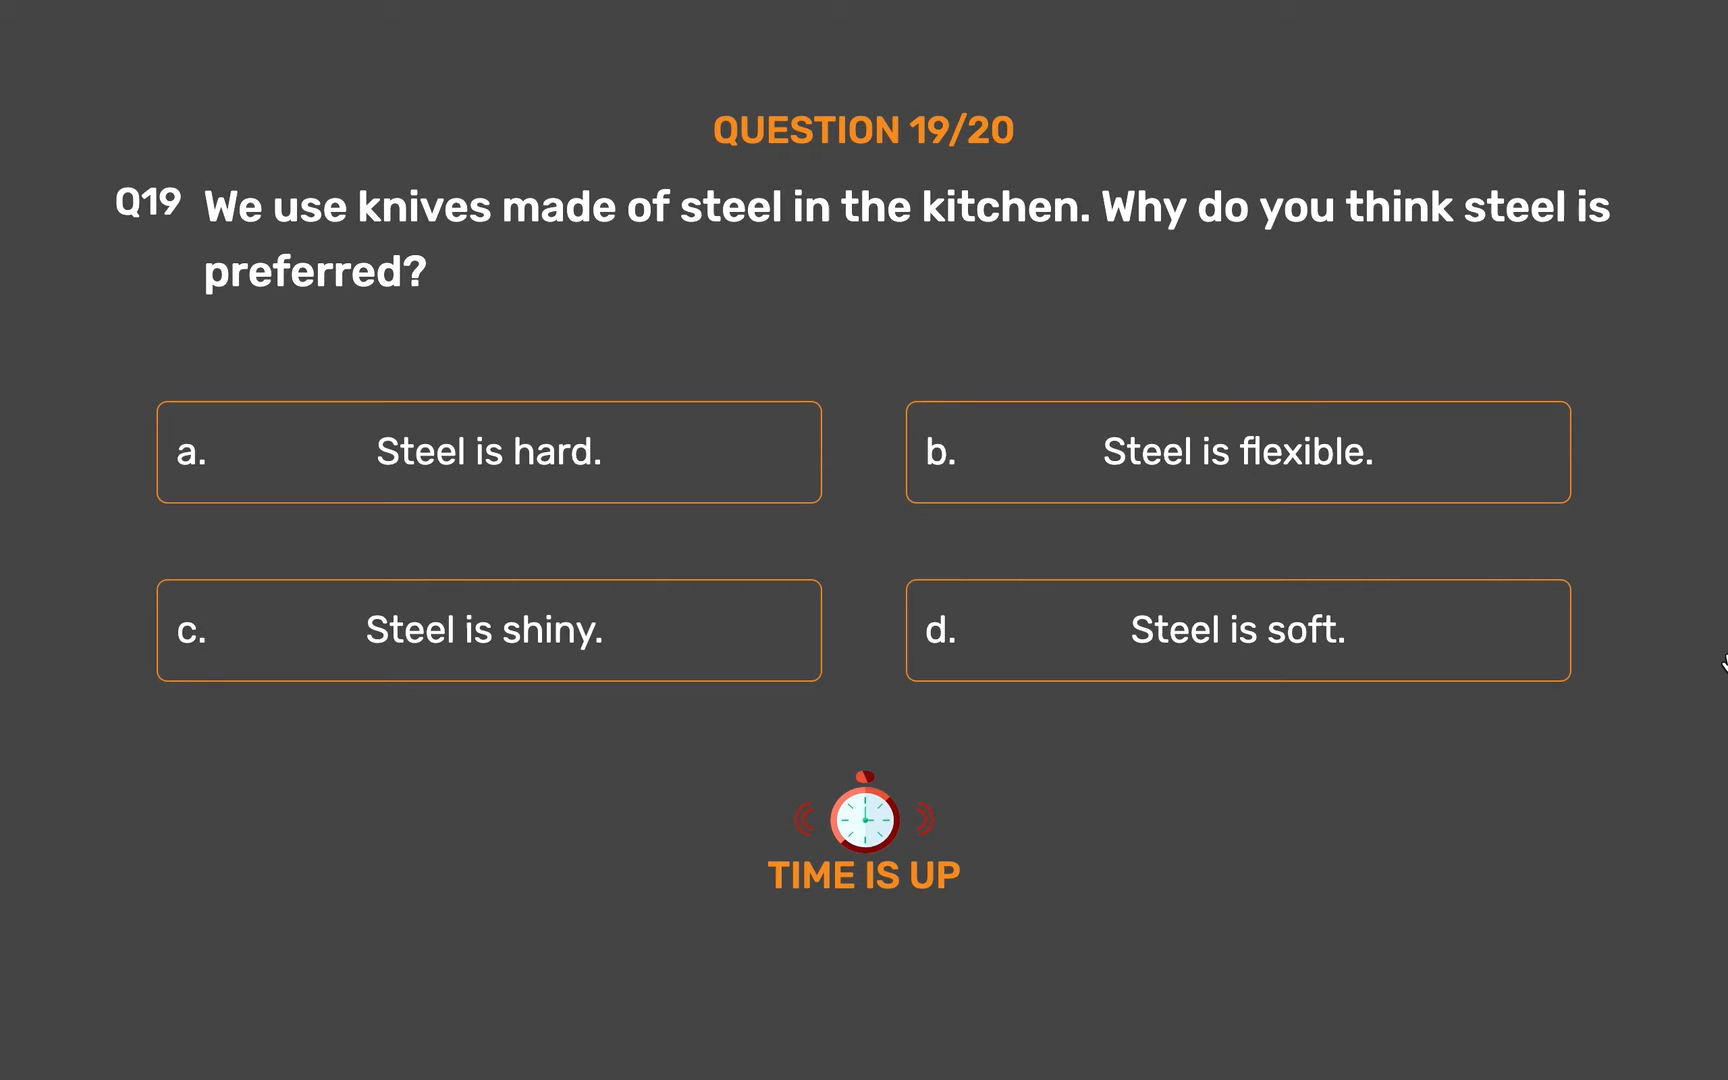 QUESTION 19/20
Q19 We use knives made of steel in the kitchen. Why do you think steel is
preferred?
a. Steel is hard.
b. Steel is flexible.
c. Steel is shiny.
d. Steel is soft.
TIME IS UP